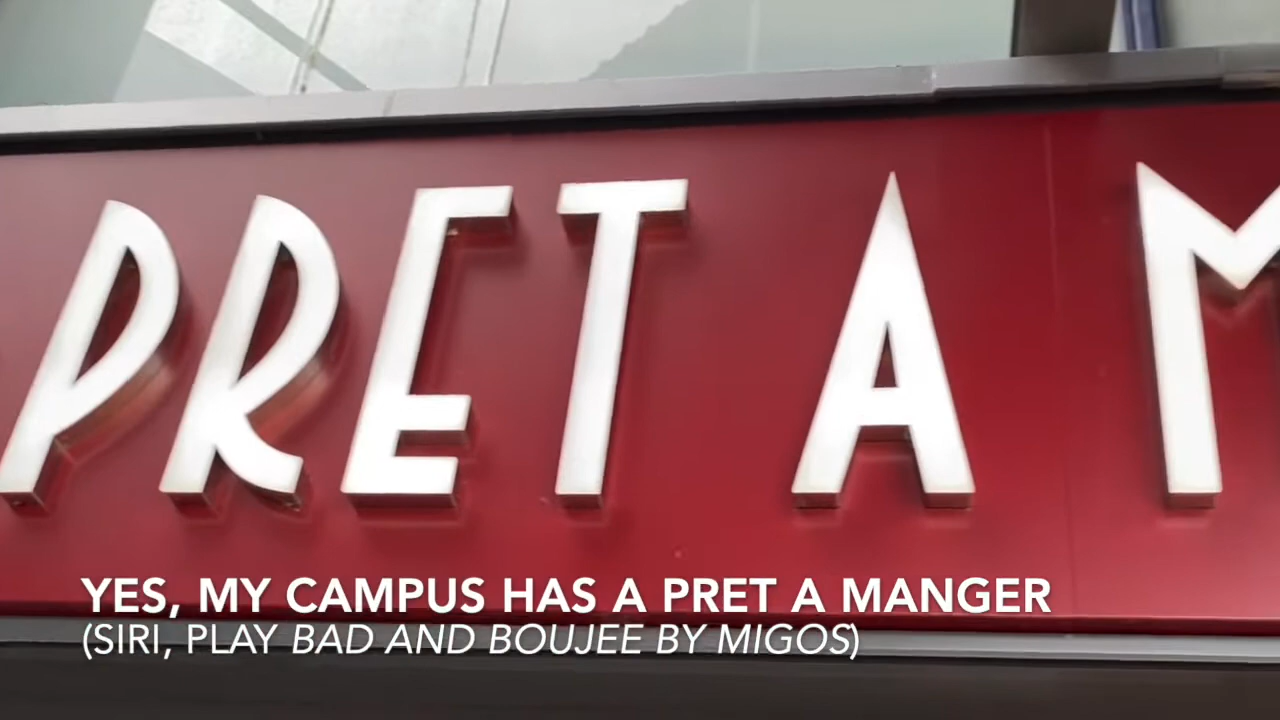 PRET A M
YES, MY CAMPUS HAS A PRET A MANGER
(SIRI, PLAY BAD AND BOUJEE BY MIGOS)